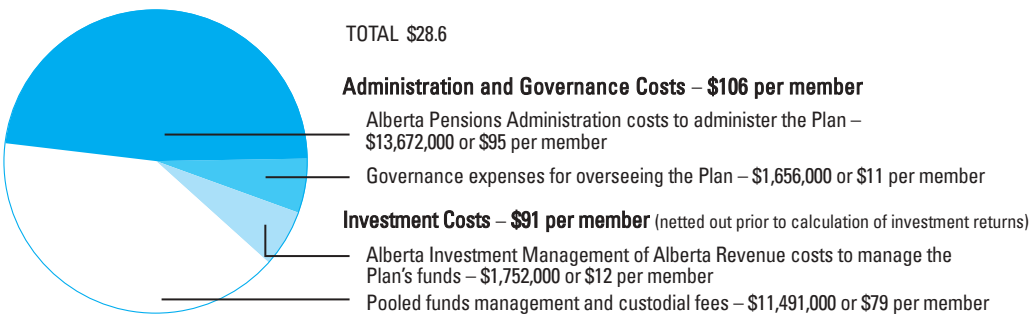 TOTAL $28.6
Administration and Governance Costs – $106 per member
Alberta Pensions Administration costs to administer the Plan –
$13,672,000 or $95 per member
Governance expenses for overseeing the Plan – $1,656,000 or $11 per member
Investment Costs – $91 per member (netted out prior to calculation of investment returns)
Alberta Investment Management of Alberta Revenue costs to manage the
Plan's funds – $1,752,000 or $12 per member
Pooled funds management and custodial fees – $11,491,000 or $79 per member